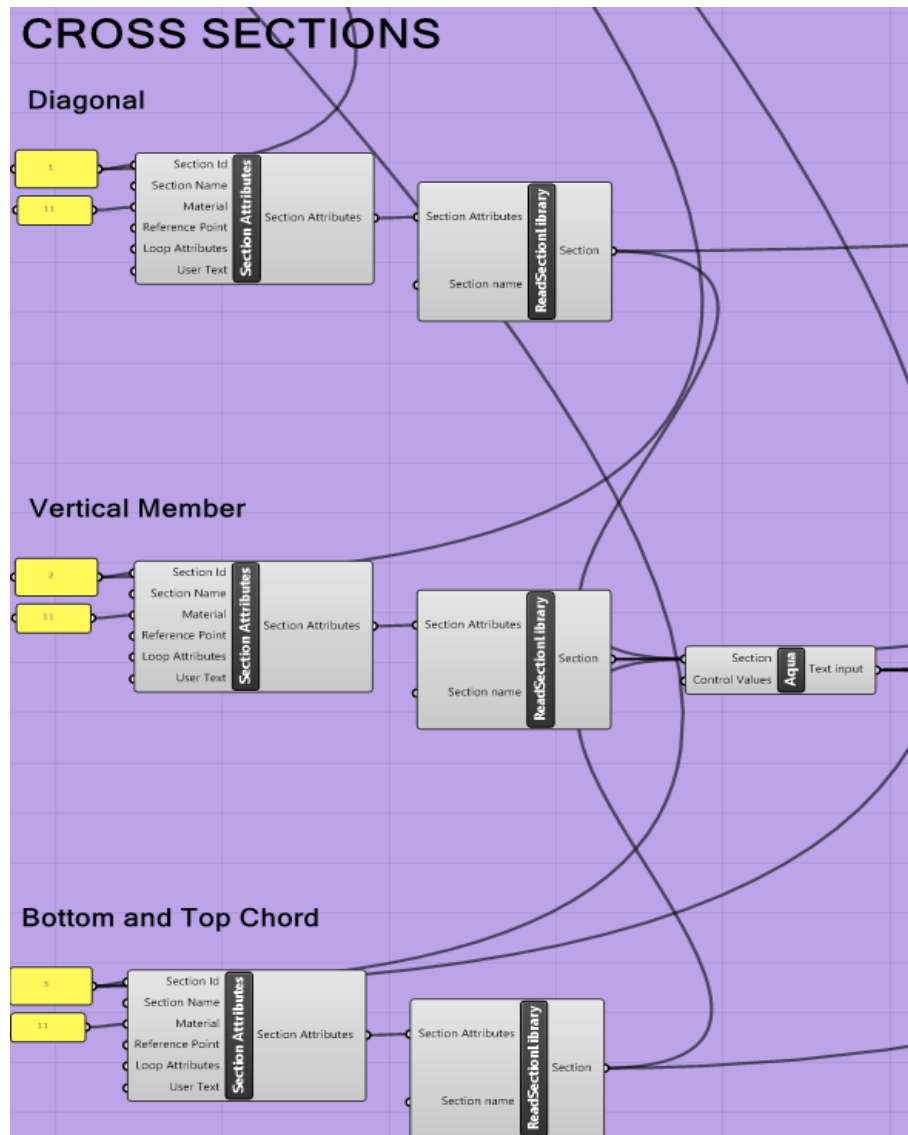 CROSS SECTIONS
Diagonal
1
11
Section Id
Section Name
Material
Reference Point
Loop Attributes
User Text
Section Attributes
Section Attributes
Section Attributes
Section name
ReadSectionLibrary
Section
Vertical Member
2
11
Section Id
Section Name
Material
Reference Point
Loop Attributes
User Text
Section Attributes
Section Attributes
Section Attributes
Section name
ReadSectionLibrary
Section
Section
Control Values
Aqua
Text input
Bottom and Top Chord
3
11
Section Id
Section Name
Material
Reference Point
Loop Attributes
User Text
Section Attributes
Section Attributes
Section Attributes
Section name
ReadSectionLibrary
Section